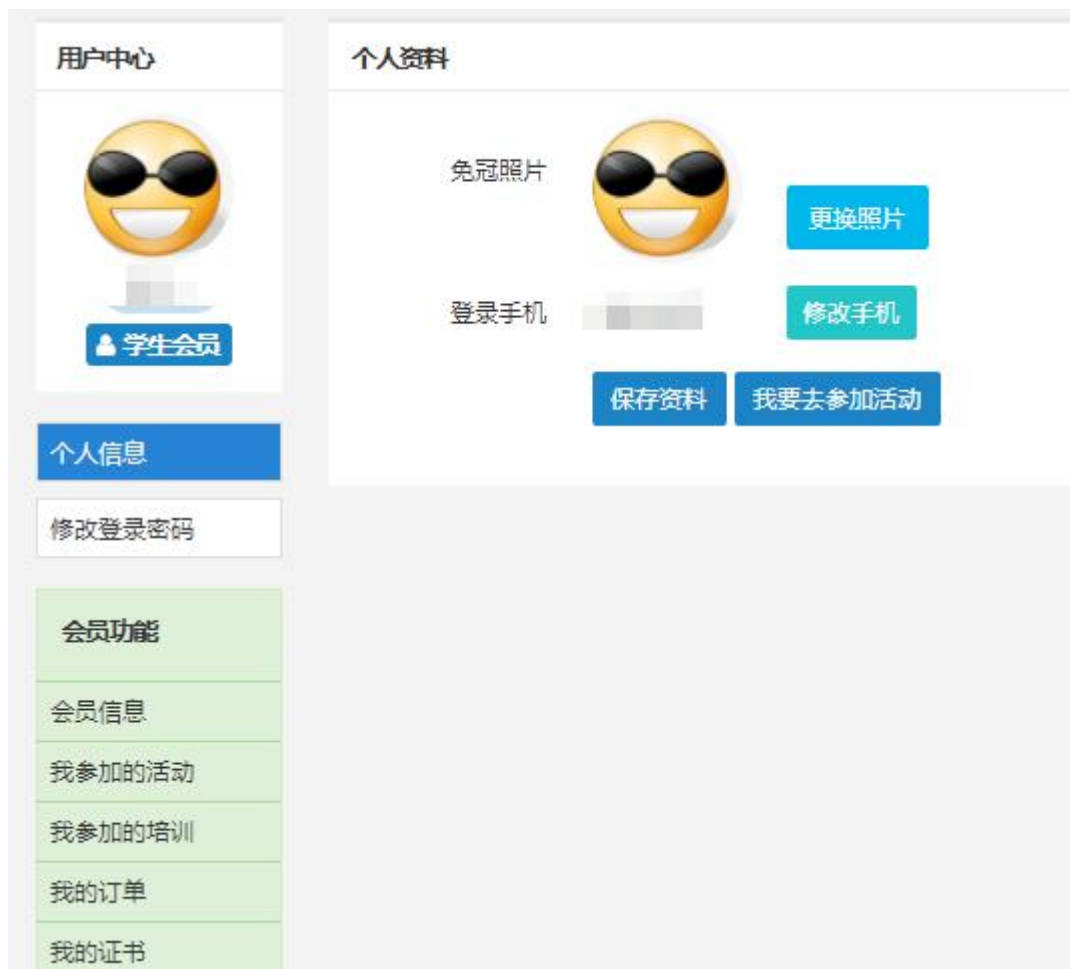 用户中心
个人资料
免冠照片
更换照片
登录手机
修改手机
学生会员
保存资料
我要去参加活动
个人信息
修改登录密码
会员功能
会员信息
我参加的活动
我参加的培训
我的订单
我的证书